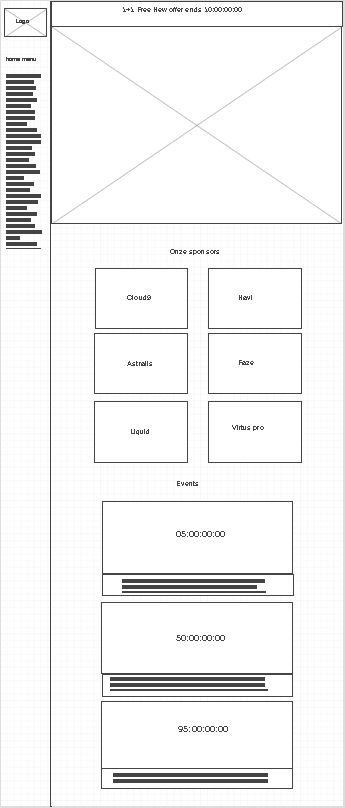 Logo
home menu
1+1 Free New offer ends 10:00:00:00
Onze sponsors
Cloud9
Navi
Astralis
Faze
Liquid
Virtus pro
Events
05:00:00:00
50:00:00:00
95:00:00:00